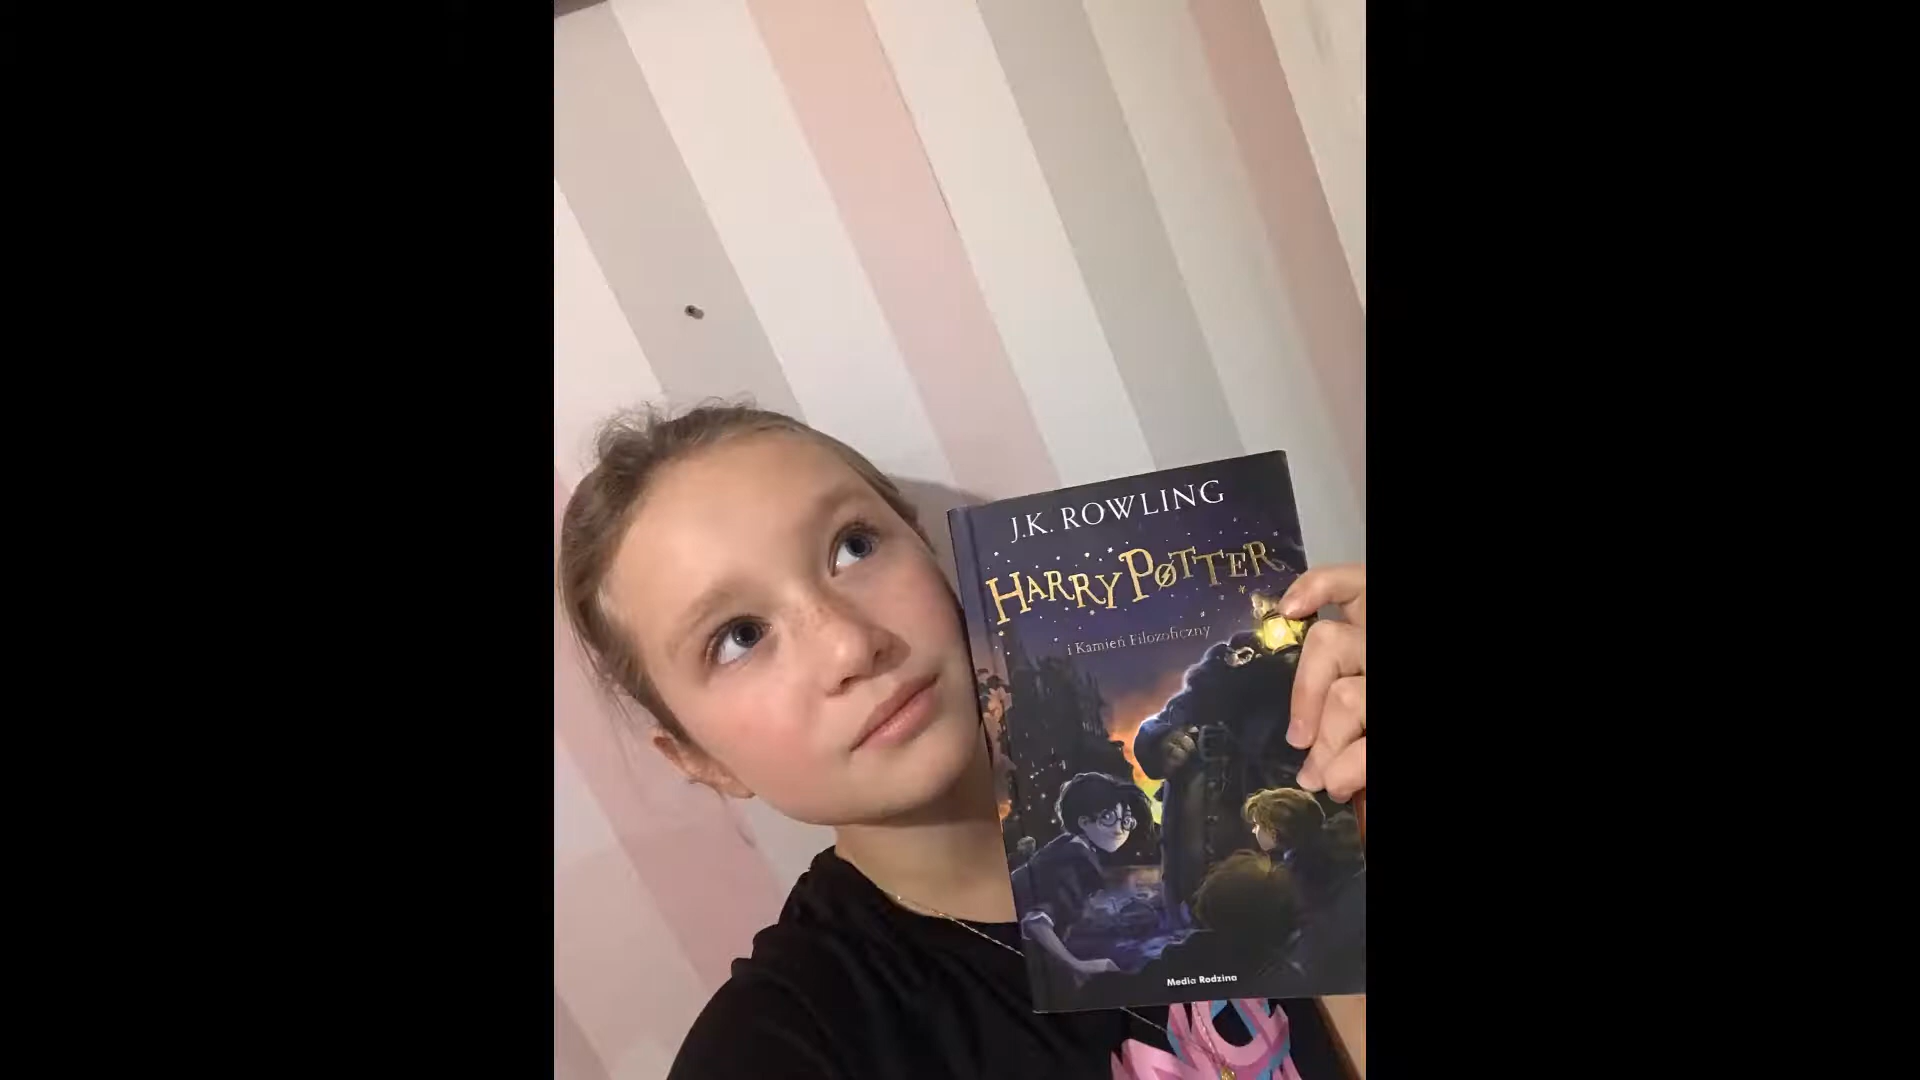 J.K. ROWLING
HARRY POTTER
i Kamień Filozoficzny
Media Rodzina